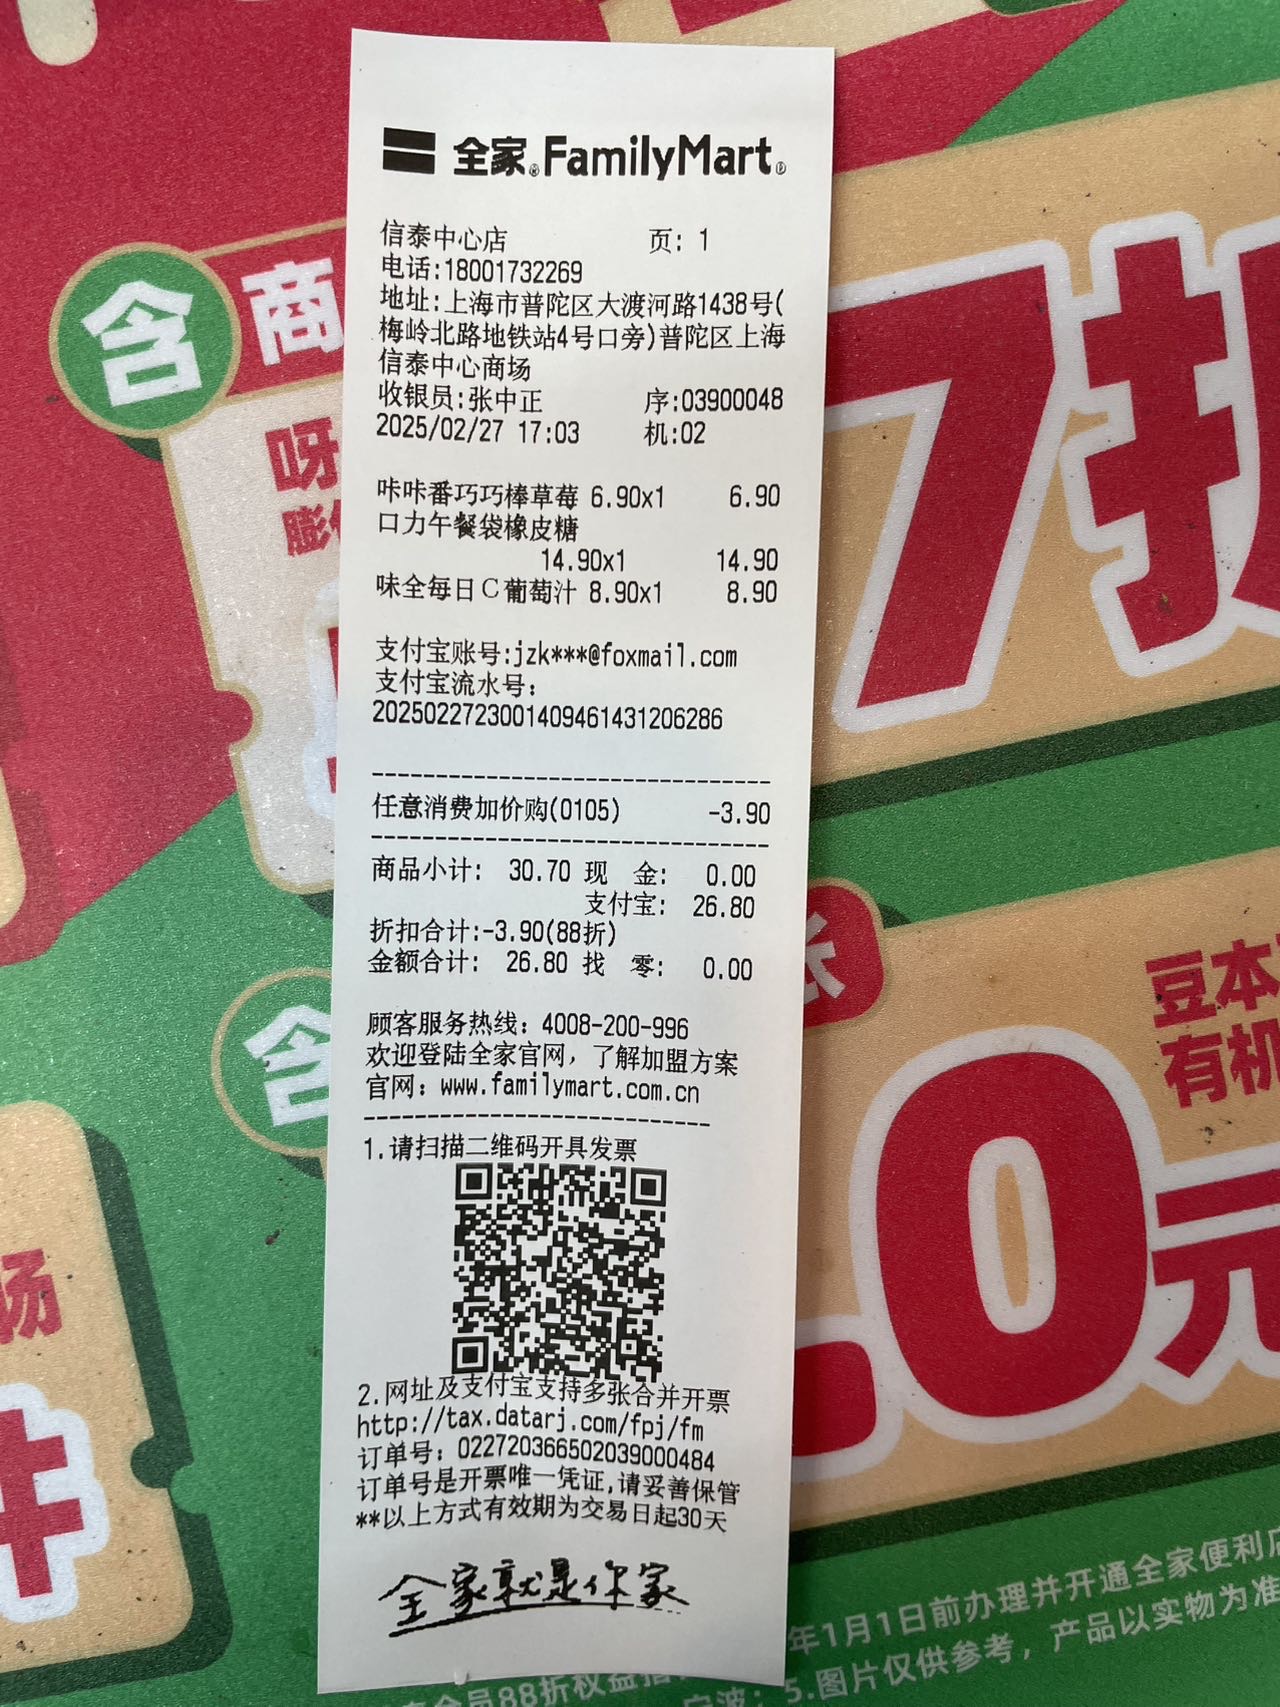 全家®FamilyMart®
信泰中心店 页: 1
电话:18001732269
地址:上海市普陀区大渡河路1438号(
梅岭北路地铁站4号口旁)普陀区上海
信泰中心商场
收银员:张中正 序:03900048
2025/02/27 17:03 机:02
咔咔番巧巧棒草莓 6.90x1 6.90
口力午餐袋橡皮糖
14.90x1 14.90
味全每日C葡萄汁 8.90x1 8.90
支付宝账号:jzk***@foxmail.com
支付宝流水号:
2025022723001409461431206286
任意消费加价购(0105) -3.90
商品小计: 30.70 现 金: 0.00
支付宝: 26.80
折扣合计:-3.90(88折)
金额合计: 26.80 找 零: 0.00
顾客服务热线: 4008-200-996
欢迎登陆全家官网, 了解加盟方案
官网: www.familymart.com.cn
1.请扫描二维码开具发票
2.网址及支付宝支持多张合并开票
http://tax.datarj.com/fpj/fm
订单号: 0227203665020390004​84
订单号是开票唯一凭证,请妥善保管
**以上方式有效期为交易日起30天
全家就是你家
含 商
呀
7折
含
豆本
有机
.0元
场
件
年1月1日前办理并开通全家便利店
会员88折权益
宁波; 5.图片仅供参考, 产品以实物为准